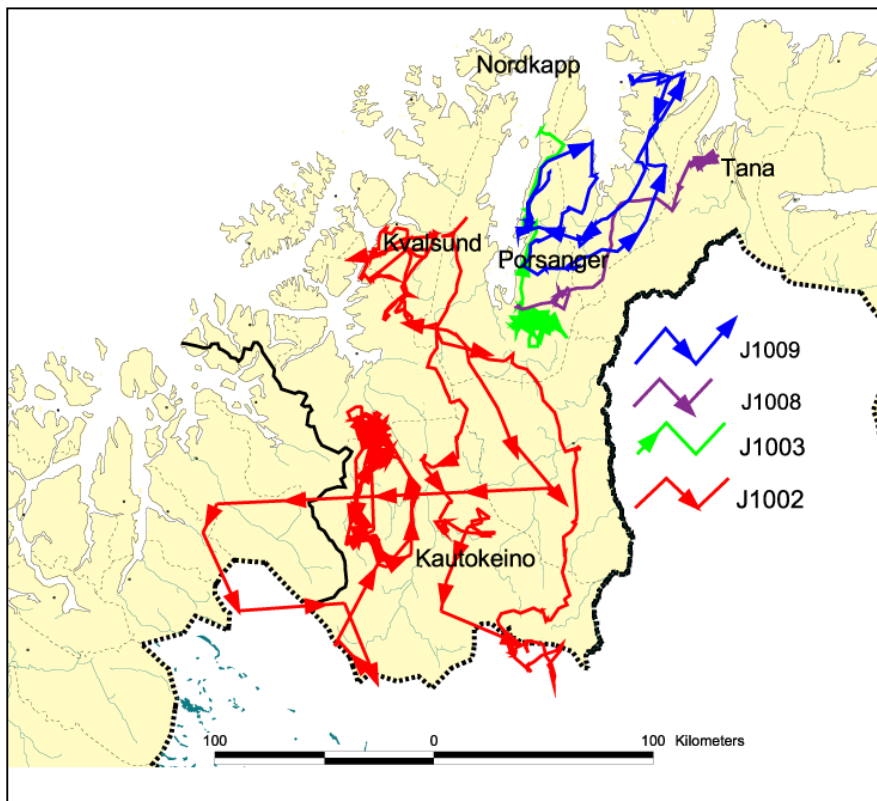 Nordkapp
Tana
Kvalsund
Porsanger
J1009
J1008
J1003
J1002
Kautokeino
100 0 100 Kilometers